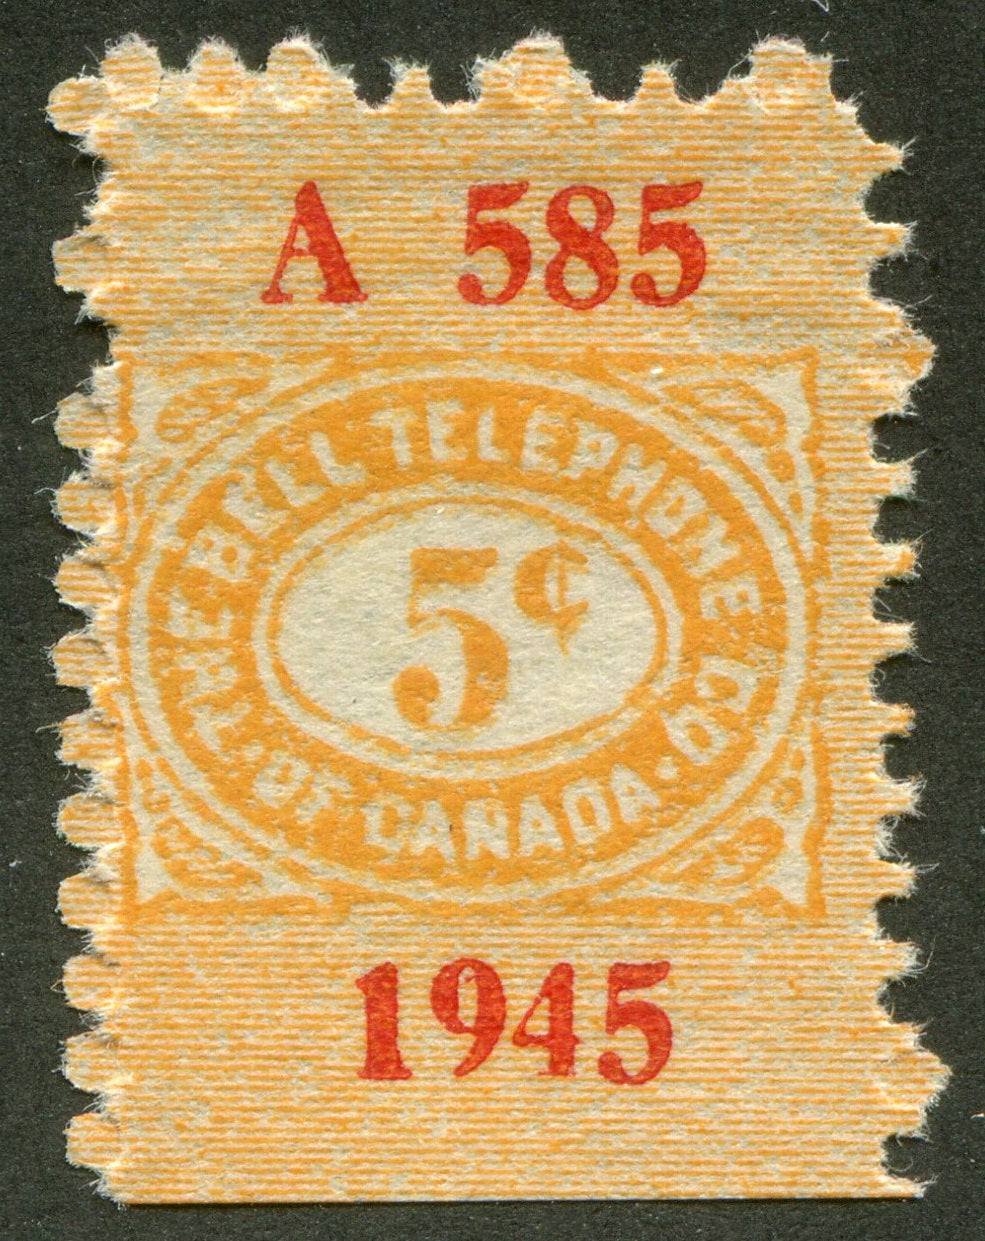 A 585
THE BELL TELEPHONE CO.
5¢
OF CANADA.
1945